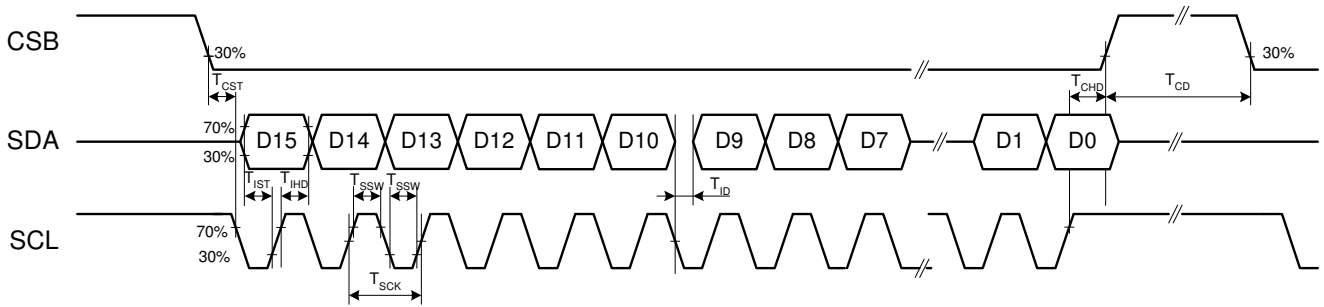 CSB
30%
30%
T_CST
T_CHD
T_CD
SDA
70%
30%
D15 D14 D13 D12 D11 D10 D9 D8 D7 D1 D0
T_IST T_IHD T_SSW T_SSW T_ID
SCL
70%
30%
T_SCK